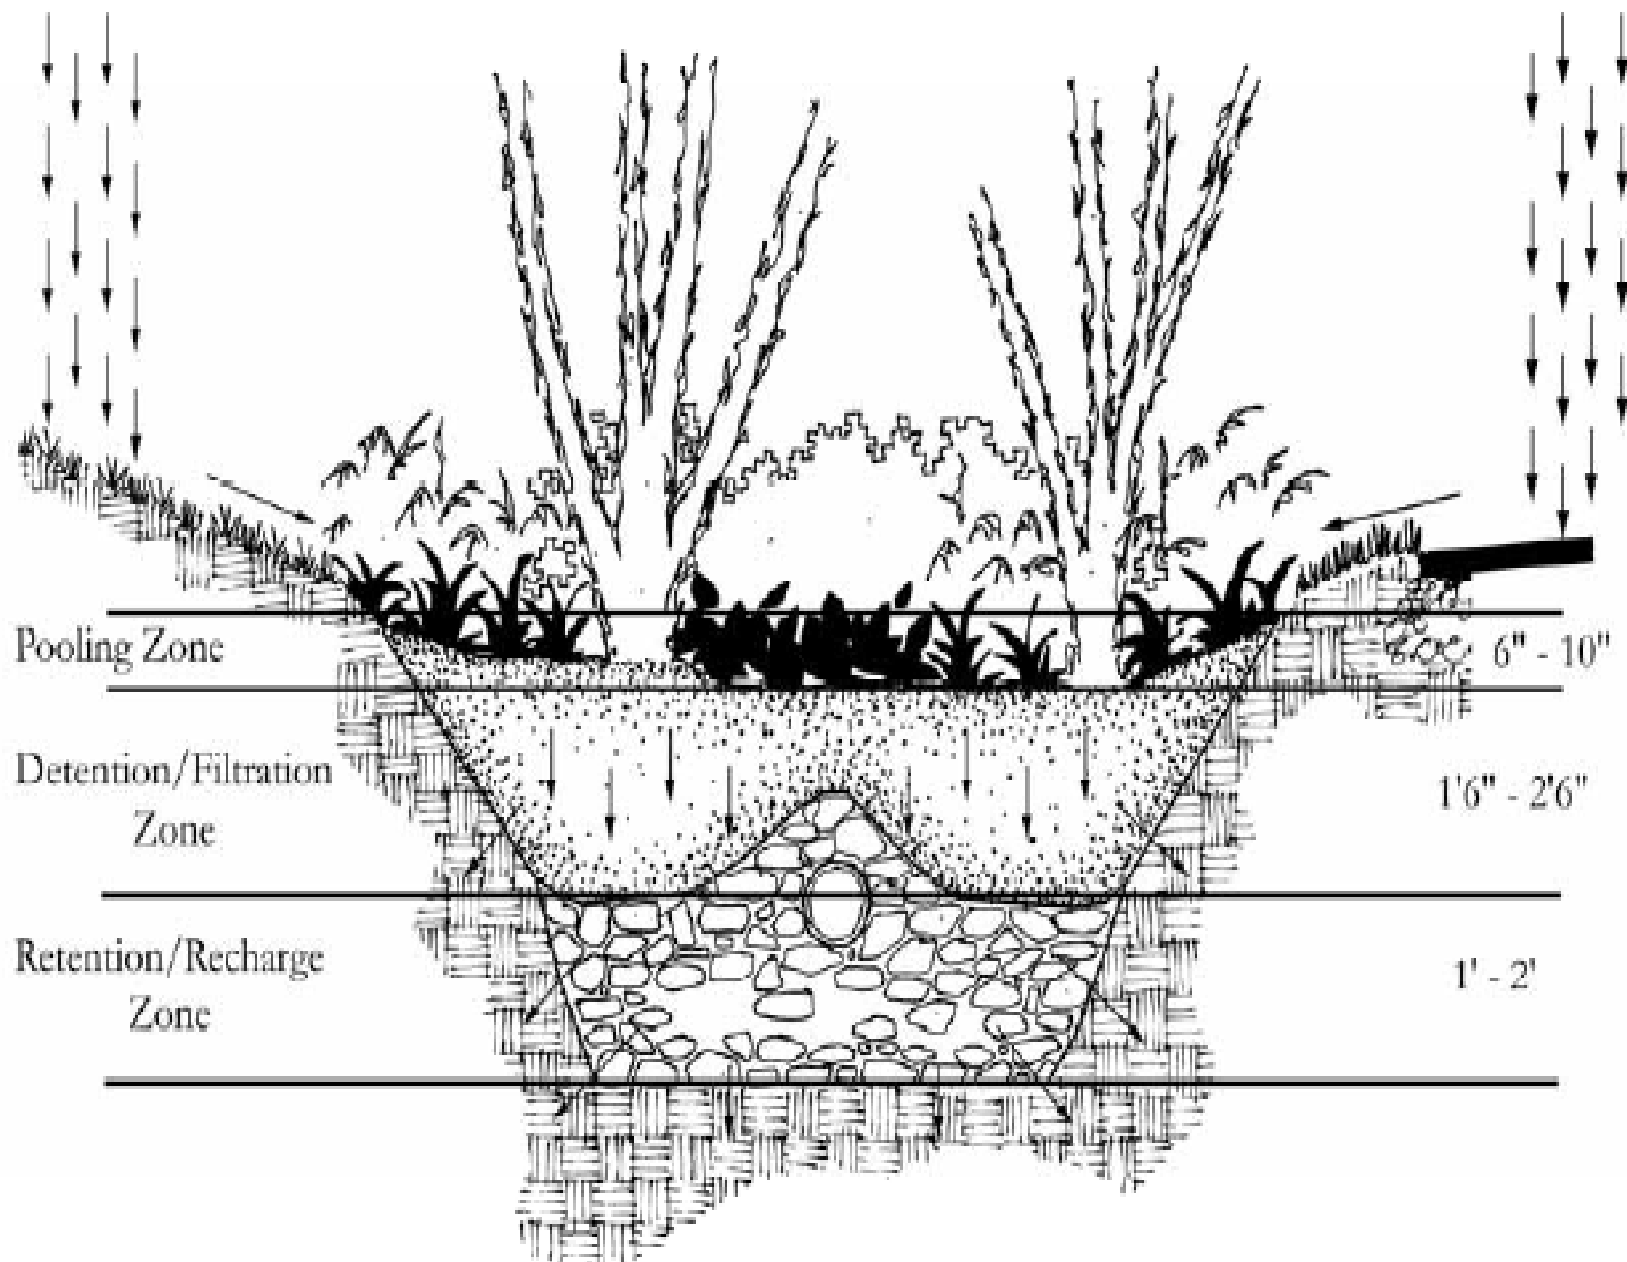 Pooling Zone
6" - 10"
Detention/Filtration
Zone
1'6" - 2'6"
Retention/Recharge
Zone
1' - 2'